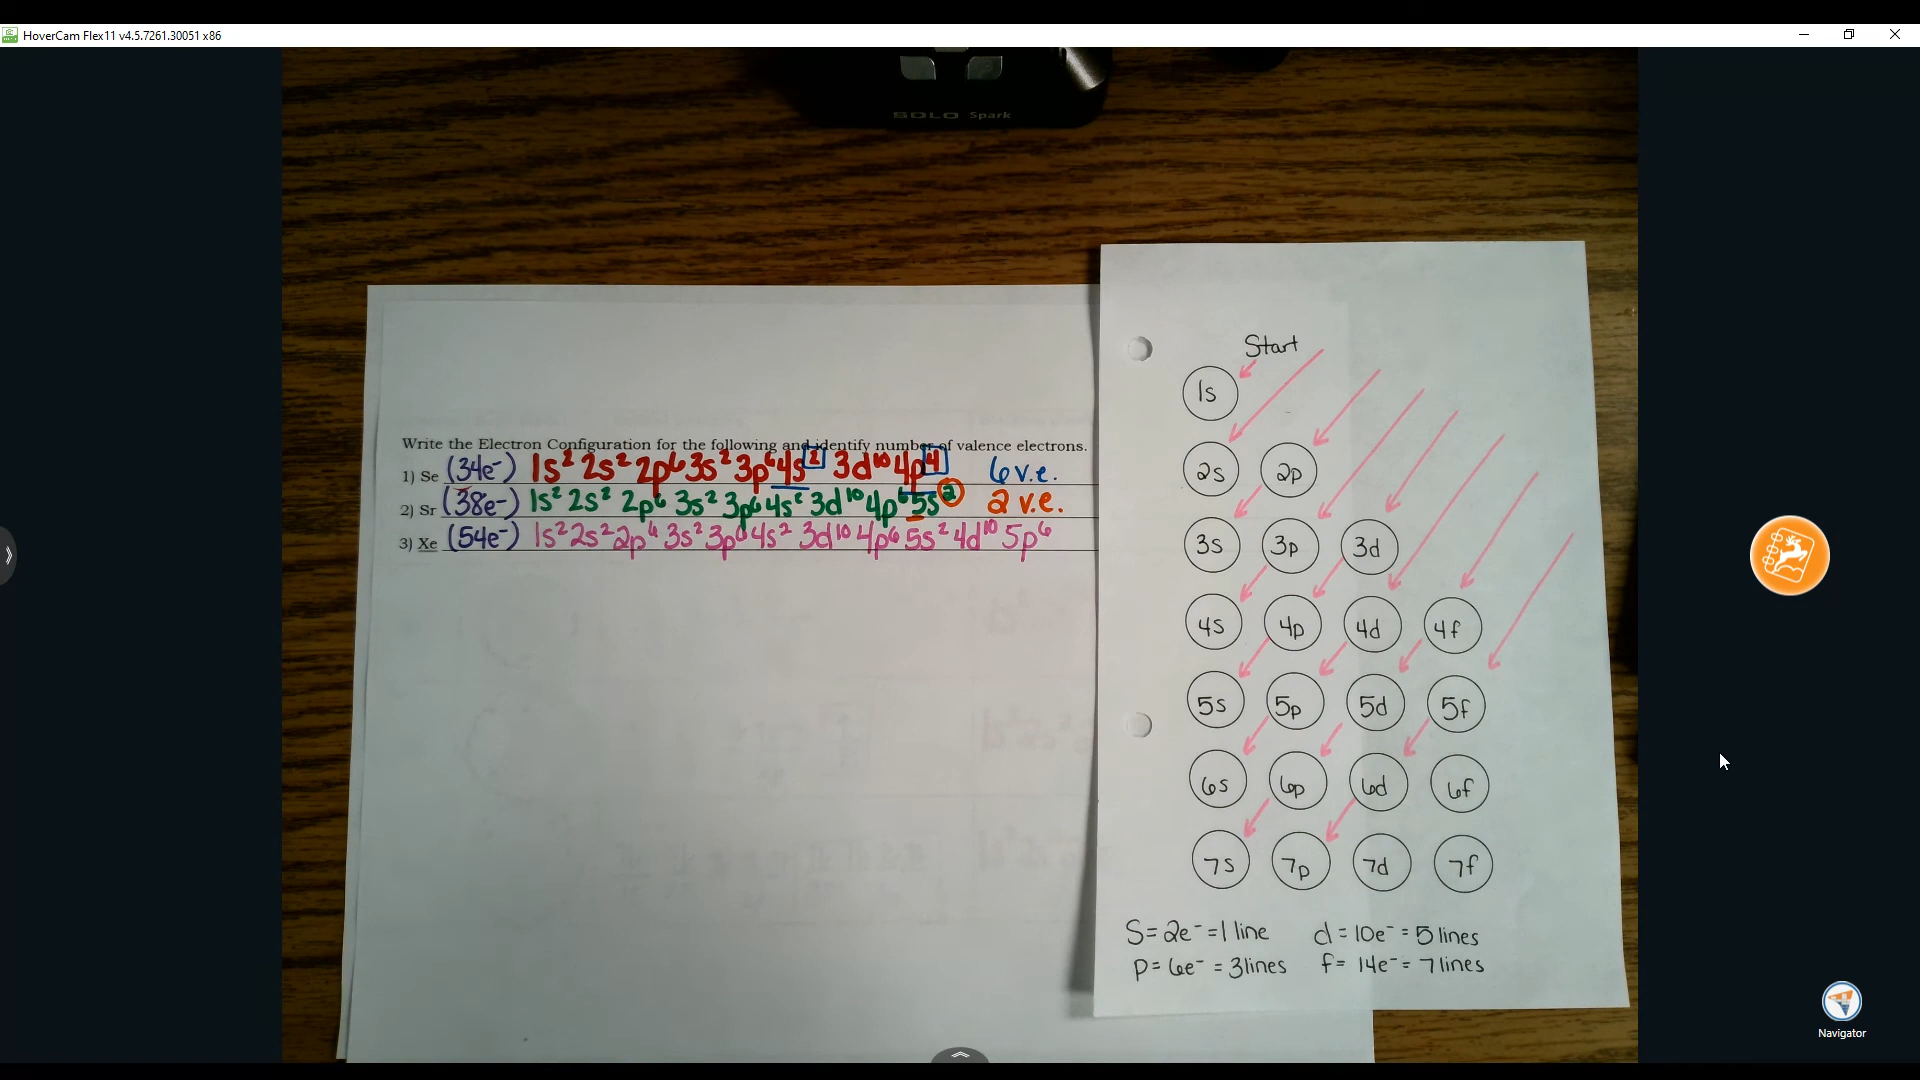 HoverCam Flex11 v4.5.7261.30051 x86
SOLO Spark
Write the Electron Configuration for the following and identify number of valence electrons.
1) Se (34e⁻) 1s² 2s² 2p⁶ 3s² 3p⁶ 4s² 3d¹⁰ 4p⁴ 6 v.e.
2) Sr (38e⁻) 1s² 2s² 2p⁶ 3s² 3p⁶ 4s² 3d¹⁰ 4p⁶ 5s² 2 v.e.
3) Xe (54e⁻) 1s² 2s² 2p⁶ 3s² 3p⁶ 4s² 3d¹⁰ 4p⁶ 5s² 4d¹⁰ 5p⁶
Start
1s
2s 2p
3s 3p 3d
4s 4p 4d 4f
5s 5p 5d 5f
6s 6p 6d 6f
7s 7p 7d 7f
S = 2e⁻ = 1 line d = 10e⁻ = 5 lines
p = 6e⁻ = 3 lines f = 14e⁻ = 7 lines
Navigator